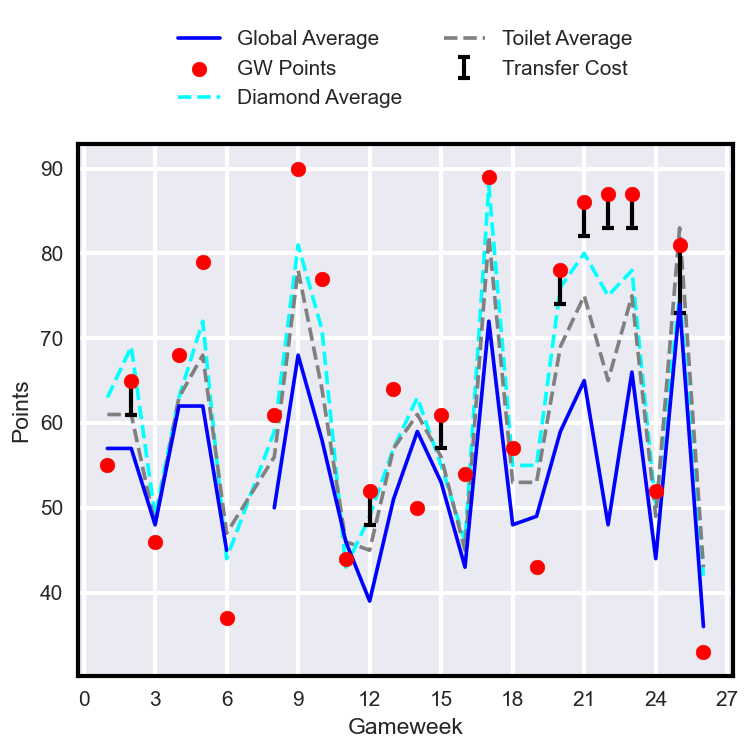 Global Average
GW Points
Diamond Average
Toilet Average
Transfer Cost
90
80
70
60
50
40
Points
0 3 6 9 12 15 18 21 24 27
Gameweek